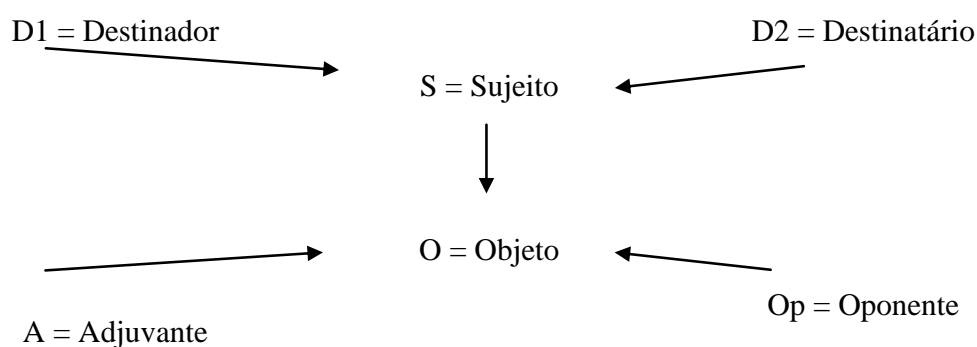 D1 = Destinador
D2 = Destinatário
S = Sujeito
O = Objeto
Op = Oponente
A = Adjuvante